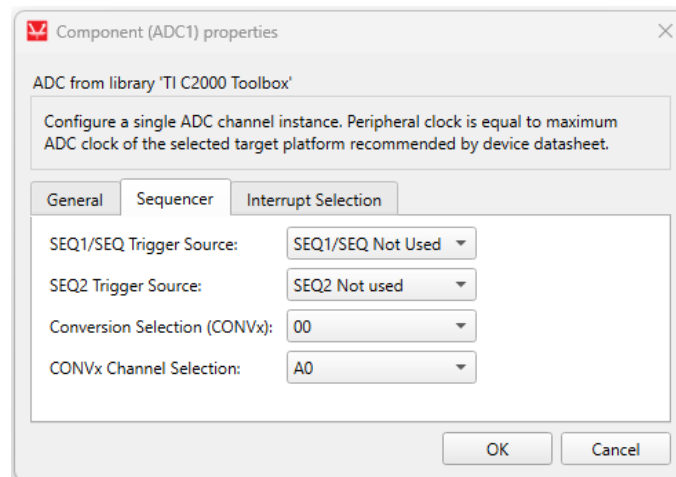 Component (ADC1) properties
ADC from library 'TI C2000 Toolbox'
Configure a single ADC channel instance. Peripheral clock is equal to maximum
ADC clock of the selected target platform recommended by device datasheet.
General Sequencer Interrupt Selection
SEQ1/SEQ Trigger Source: SEQ1/SEQ Not Used
SEQ2 Trigger Source: SEQ2 Not used
Conversion Selection (CONVx): 00
CONVx Channel Selection: A0
OK Cancel